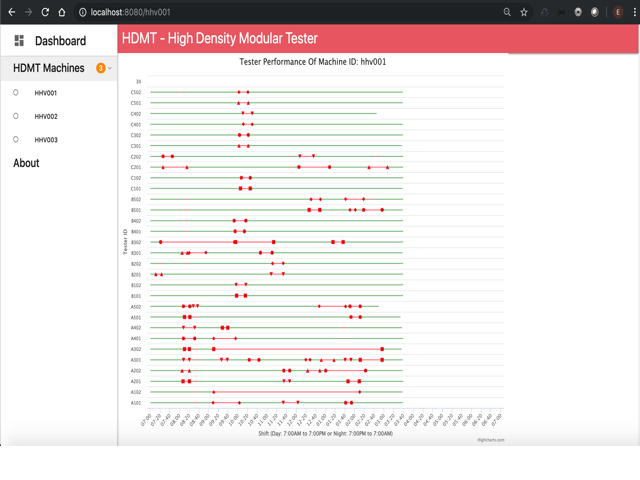 localhost:8080/hhv001
E
Dashboard
HDMT - High Density Modular Tester
HDMT Machines
3
HHV001
HHV002
HHV003
About
Tester Performance Of Machine ID: hhv001
Tester ID
30
C502
C501
C402
C401
C302
C301
C202
C201
C102
C101
B502
B501
B402
B401
B302
B301
B202
B201
B102
B101
A502
A501
A402
A401
A302
A301
A202
A201
A102
A101
07:00 07:20 07:40 08:00 08:20 08:40 09:00 09:20 09:40 10:00 10:20 10:40 11:00 11:20 11:40 12:00 12:20 12:40 01:00 01:20 01:40 02:00 02:20 02:40 03:00 03:20 03:40 04:00 04:20 04:40 05:00 05:20 05:40 06:00 06:20 06:40 07:00
Shift (Day: 7:00AM to 7:00PM or Night: 7:00PM to 7:00AM)
Highcharts.com